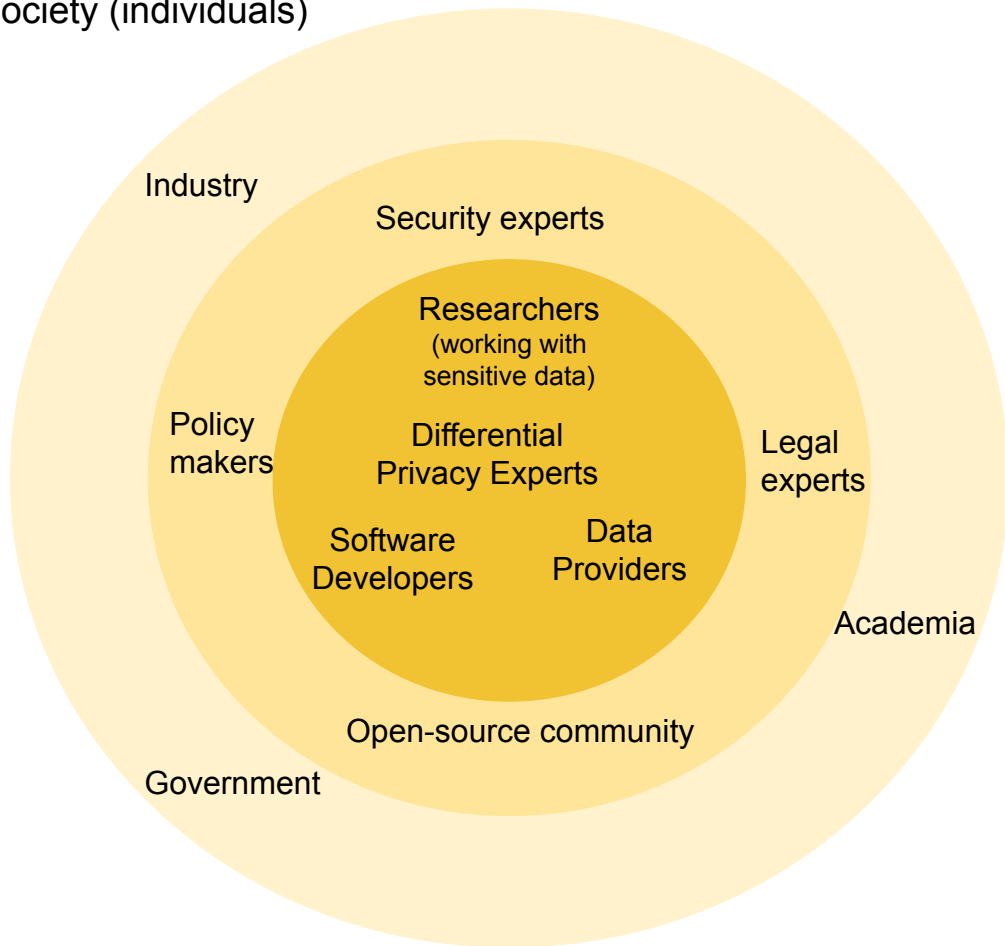 ociety (individuals)
Industry
Security experts
Researchers
(working with
sensitive data)
Policy
makers
Differential
Privacy Experts
Legal
experts
Software
Developers
Data
Providers
Academia
Open-source community
Government